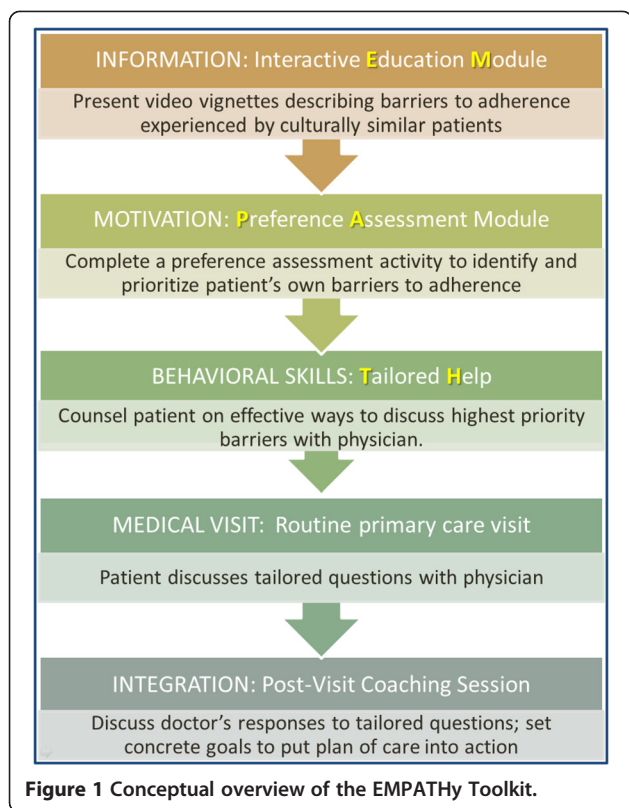 INFORMATION: Interactive Education Module
Present video vignettes describing barriers to adherence
experienced by culturally similar patients
MOTIVATION: Preference Assessment Module
Complete a preference assessment activity to identify and
prioritize patient's own barriers to adherence
BEHAVIORAL SKILLS: Tailored Help
Counsel patient on effective ways to discuss highest priority
barriers with physician.
MEDICAL VISIT: Routine primary care visit
Patient discusses tailored questions with physician
INTEGRATION: Post-Visit Coaching Session
Discuss doctor's responses to tailored questions; set
concrete goals to put plan of care into action
Figure 1 Conceptual overview of the EMPATHy Toolkit.